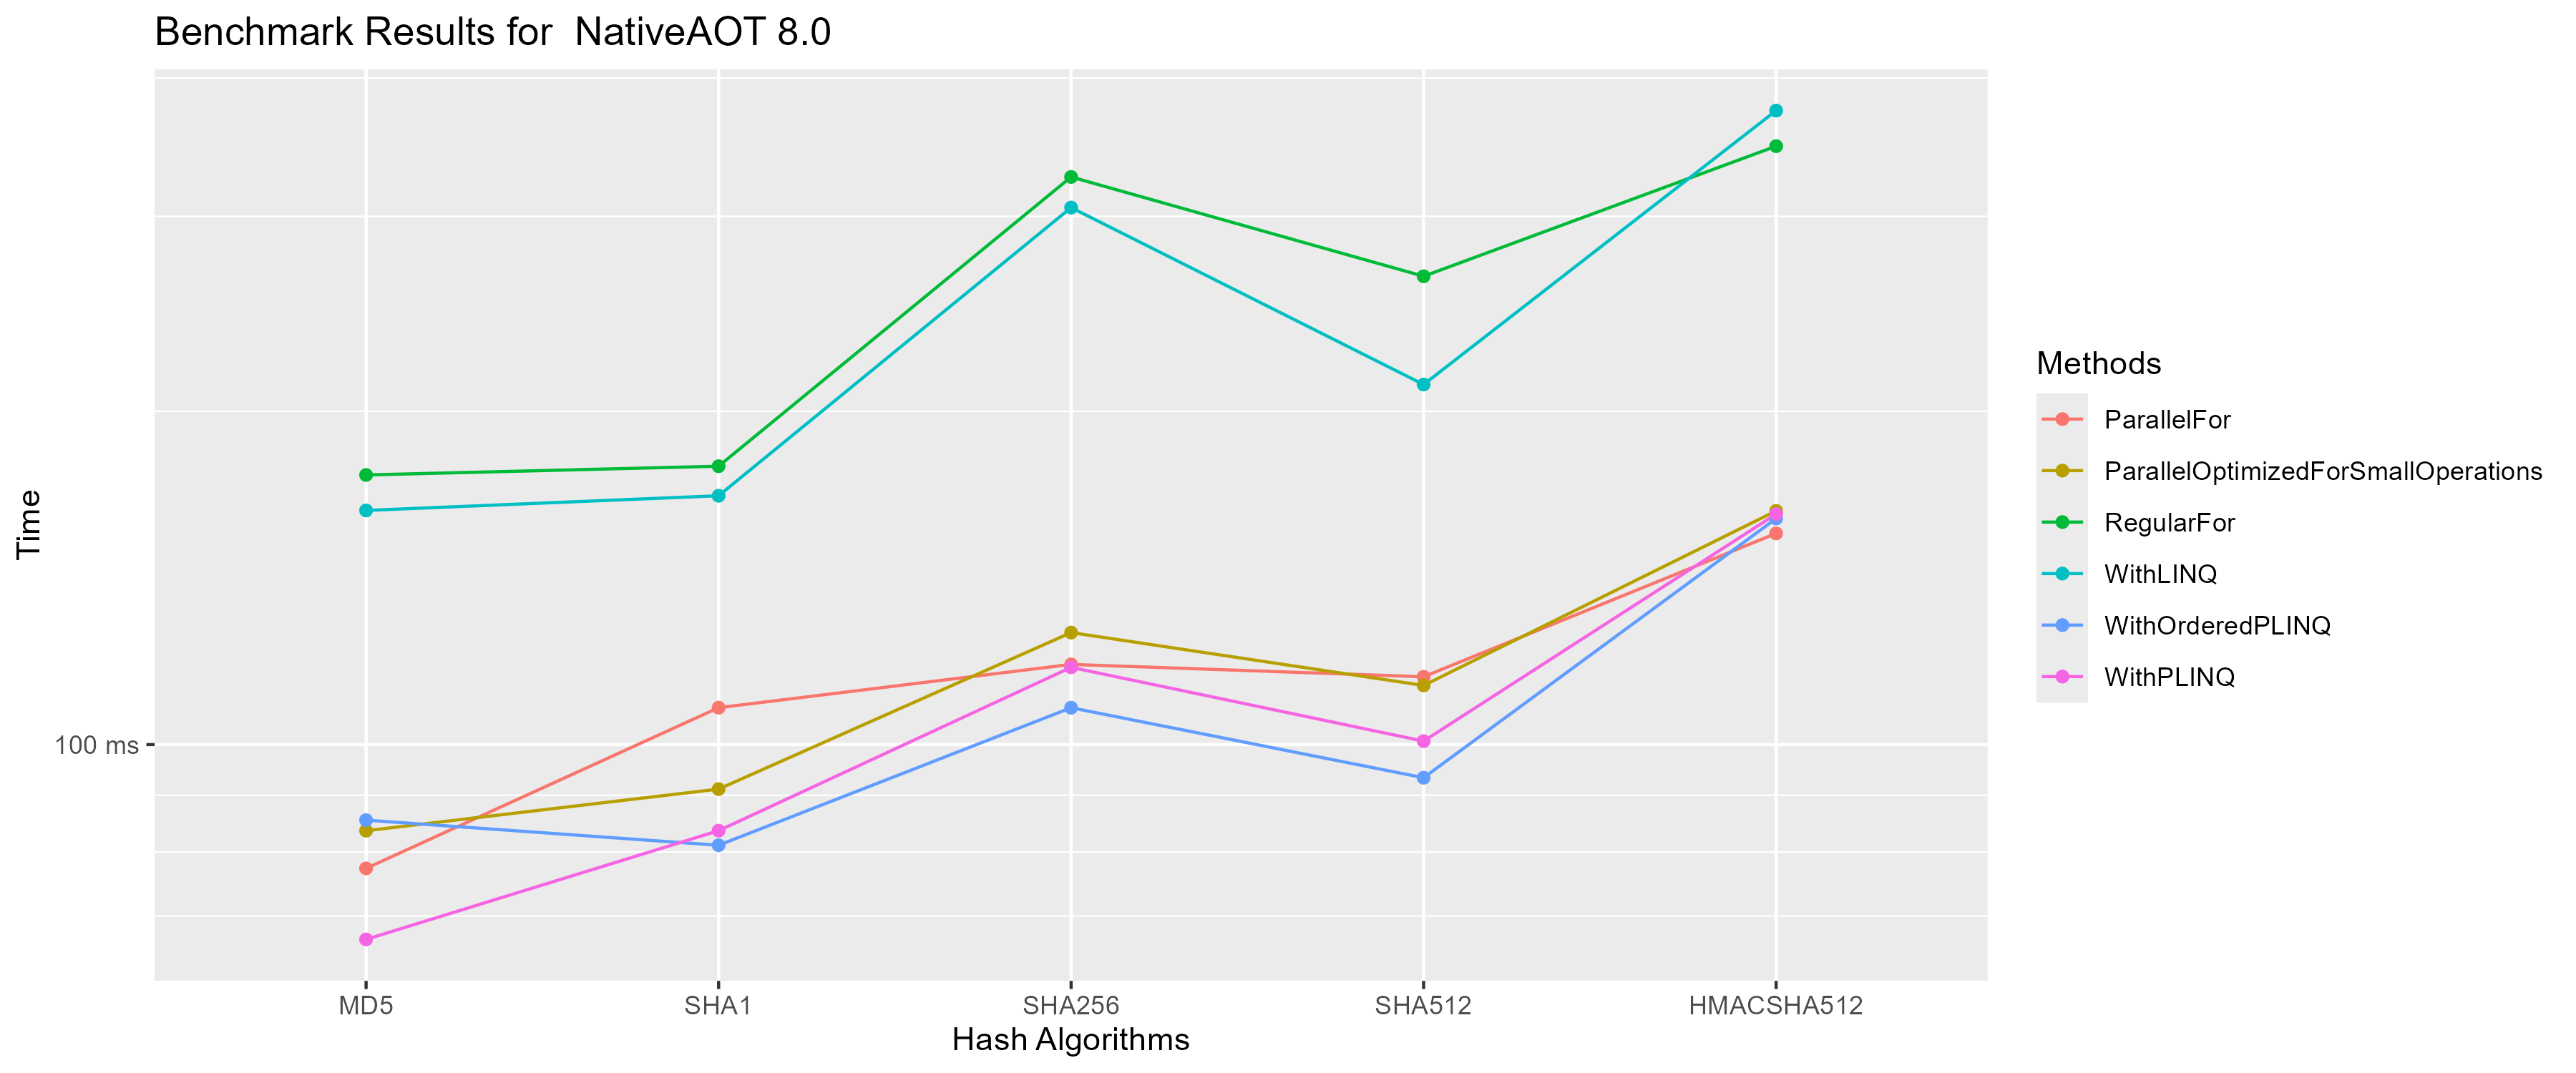 Benchmark Results for  NativeAOT 8.0
Time
100 ms
MD5
SHA1
SHA256
SHA512
HMACSHA512
Hash Algorithms
Methods
ParallelFor
ParallelOptimizedForSmallOperations
RegularFor
WithLINQ
WithOrderedPLINQ
WithPLINQ